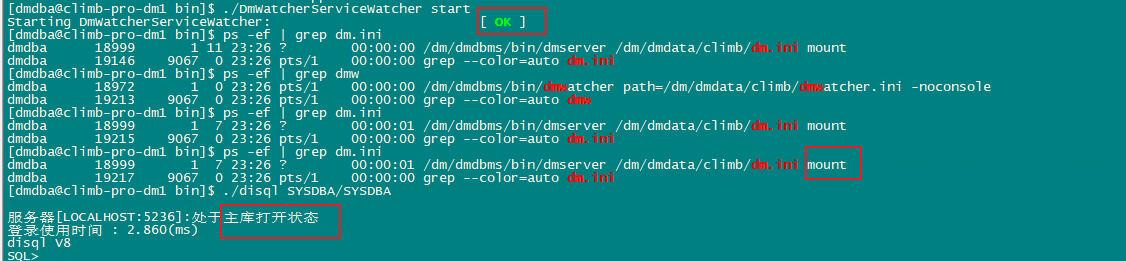 [dmdba@climb-pro-dm1 bin]$ ./DmWatcherServiceWatcher start
Starting DmWatcherServiceWatcher: [ OK ]
[dmdba@climb-pro-dm1 bin]$ ps -ef | grep dm.ini
dmdba 18999 1 11 23:26 ? 00:00:00 /dm/dmdbms/bin/dmserver /dm/dmdata/climb/dm.ini mount
dmdba 19146 9067 0 23:26 pts/1 00:00:00 grep --color=auto dm.ini
[dmdba@climb-pro-dm1 bin]$ ps -ef | grep dmw
dmdba 18972 1 0 23:26 pts/1 00:00:00 /dm/dmdbms/bin/dmwatcher path=/dm/dmdata/climb/dmwatcher.ini -noconsole
dmdba 19213 9067 0 23:26 pts/1 00:00:00 grep --color=auto dmw
[dmdba@climb-pro-dm1 bin]$ ps -ef | grep dm.ini
dmdba 18999 1 7 23:26 ? 00:00:01 /dm/dmdbms/bin/dmserver /dm/dmdata/climb/dm.ini mount
dmdba 19215 9067 0 23:26 pts/1 00:00:00 grep --color=auto dm.ini
[dmdba@climb-pro-dm1 bin]$ ps -ef | grep dm.ini
dmdba 18999 1 7 23:26 ? 00:00:01 /dm/dmdbms/bin/dmserver /dm/dmdata/climb/dm.ini mount
dmdba 19217 9067 0 23:26 pts/1 00:00:00 grep --color=auto dm.ini
[dmdba@climb-pro-dm1 bin]$ ./disql SYSDBA/SYSDBA
服务器[LOCALHOST:5236]:处于主库打开状态
登录使用时间 : 2.860(ms)
disql V8
SQL>